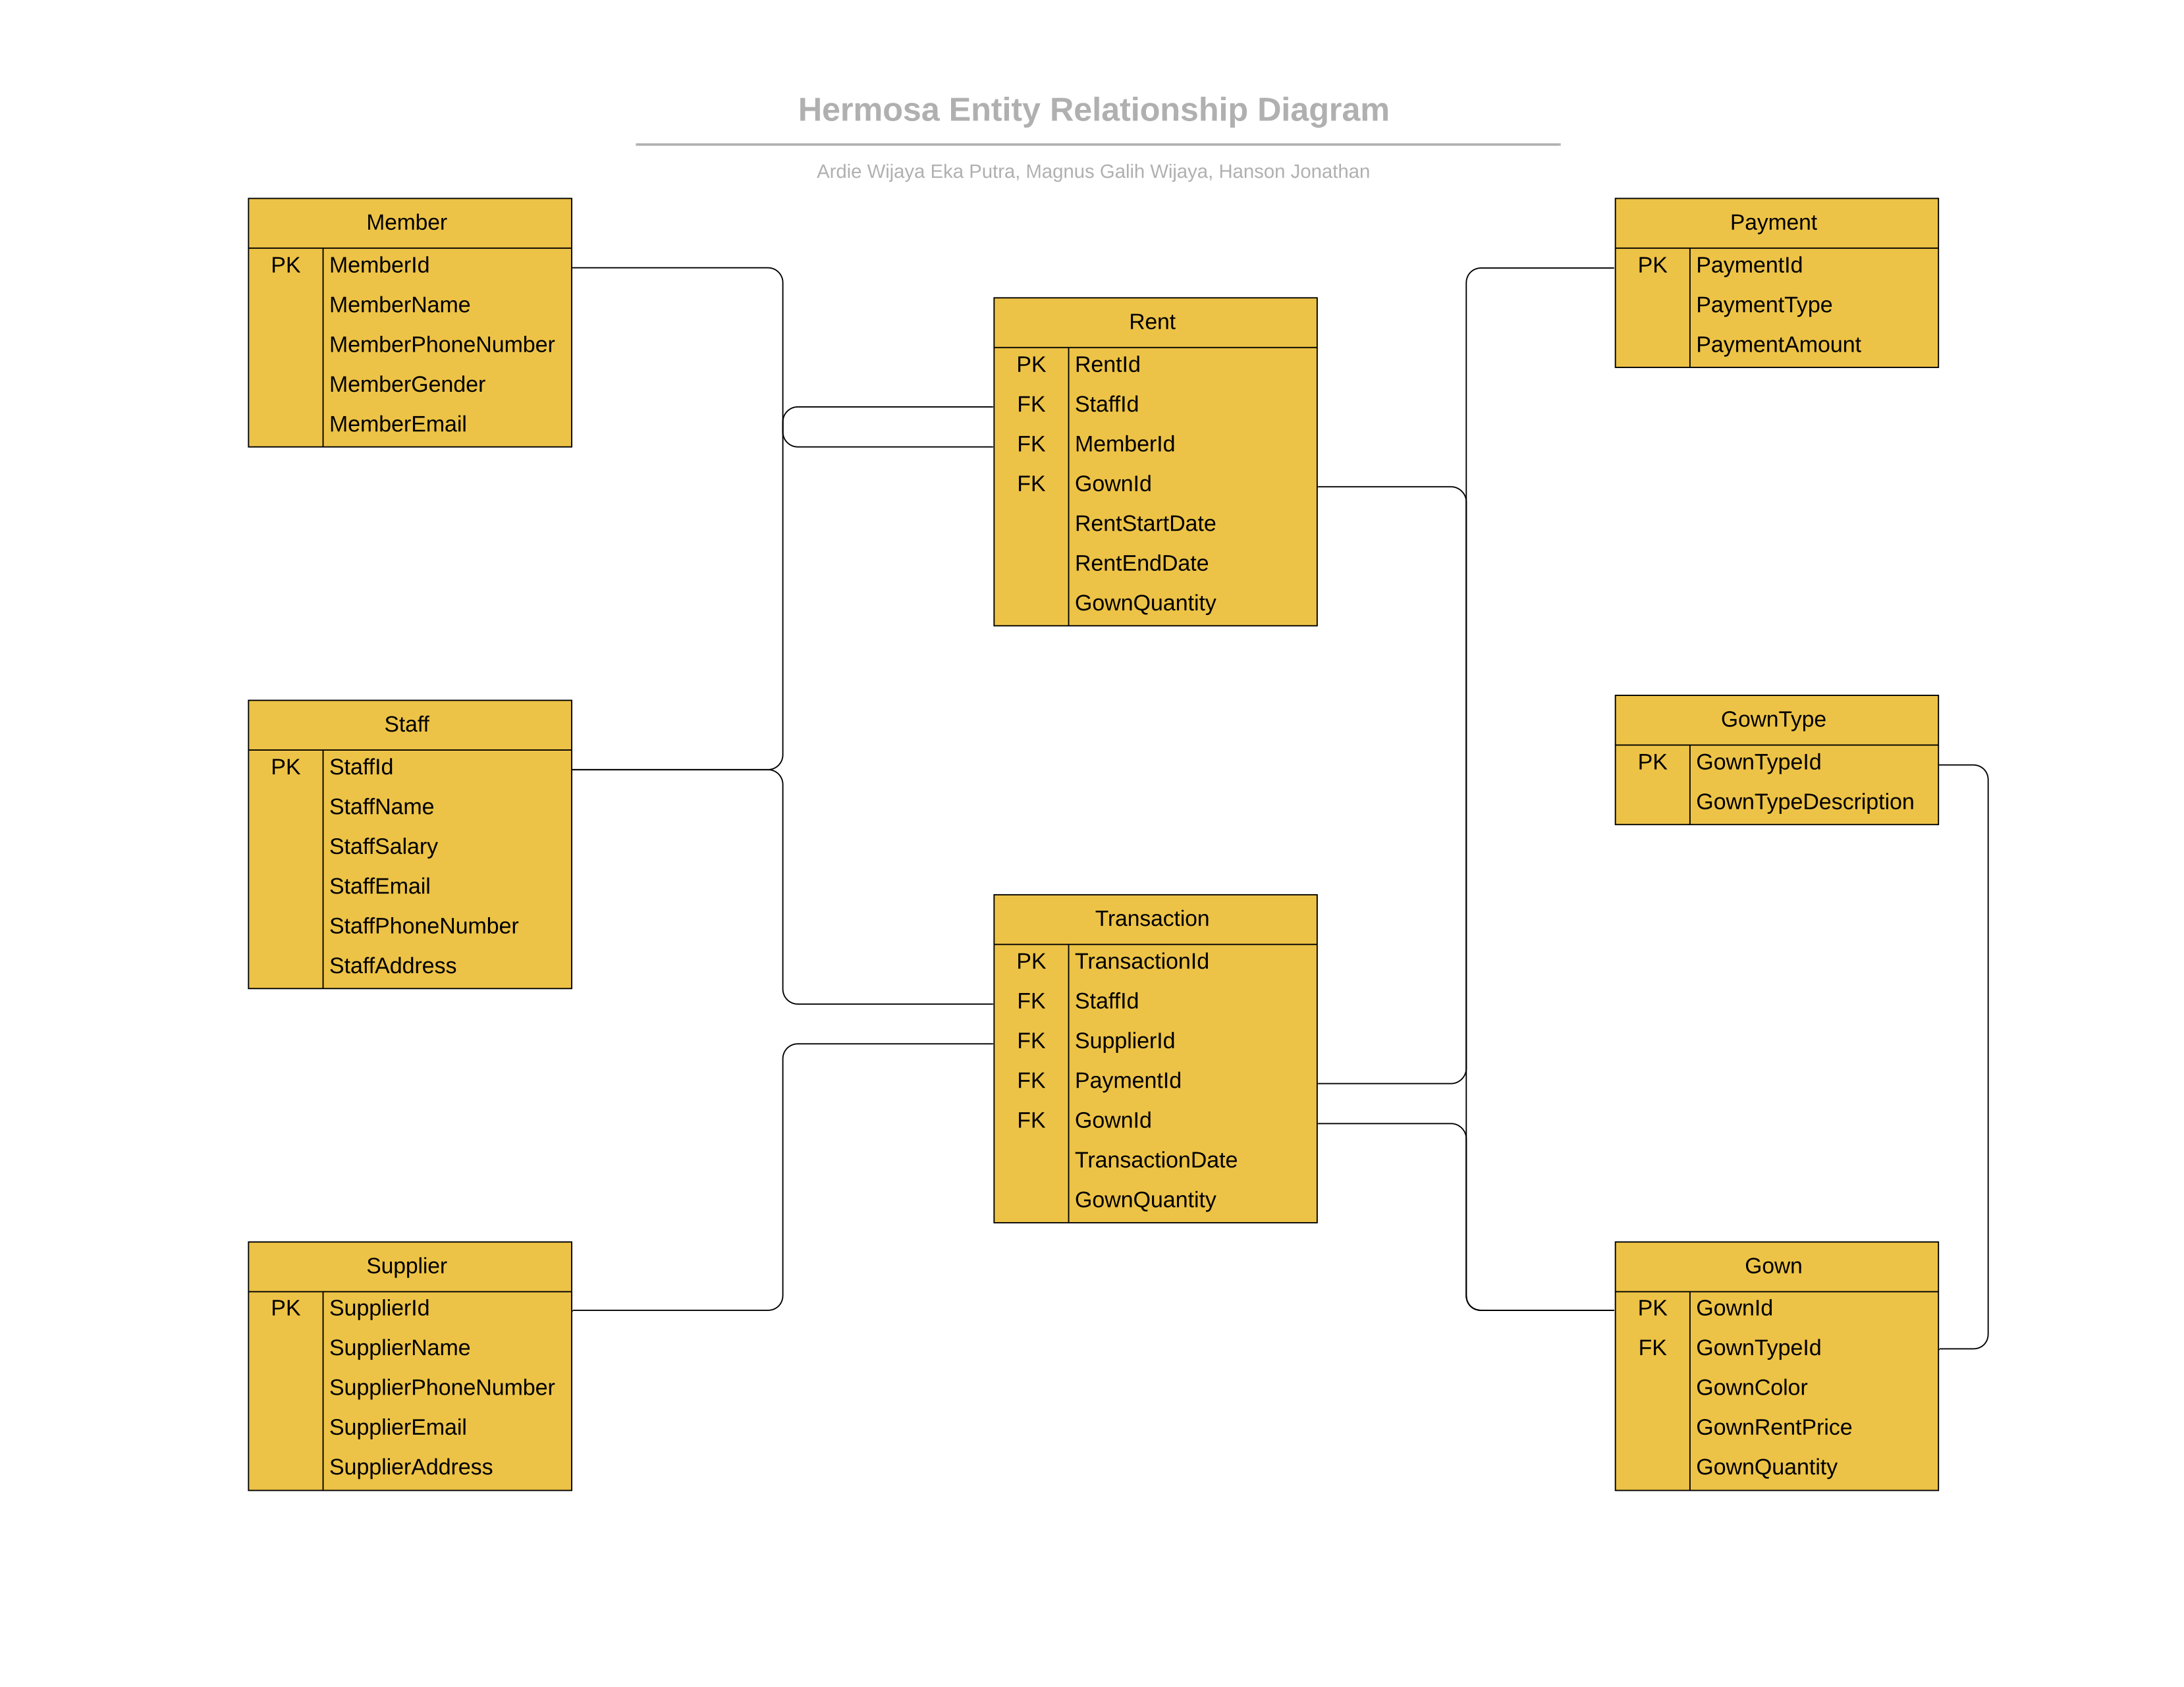 Hermosa Entity Relationship Diagram
Ardie Wijaya Eka Putra, Magnus Galih Wijaya, Hanson Jonathan
Member
PK MemberId
MemberName
MemberPhoneNumber
MemberGender
MemberEmail
Staff
PK StaffId
StaffName
StaffSalary
StaffEmail
StaffPhoneNumber
StaffAddress
Supplier
PK SupplierId
SupplierName
SupplierPhoneNumber
SupplierEmail
SupplierAddress
Rent
PK RentId
FK StaffId
FK MemberId
FK GownId
RentStartDate
RentEndDate
GownQuantity
Transaction
PK TransactionId
FK StaffId
FK SupplierId
FK PaymentId
FK GownId
TransactionDate
GownQuantity
Payment
PK PaymentId
PaymentType
PaymentAmount
GownType
PK GownTypeId
GownTypeDescription
Gown
PK GownId
FK GownTypeId
GownColor
GownRentPrice
GownQuantity